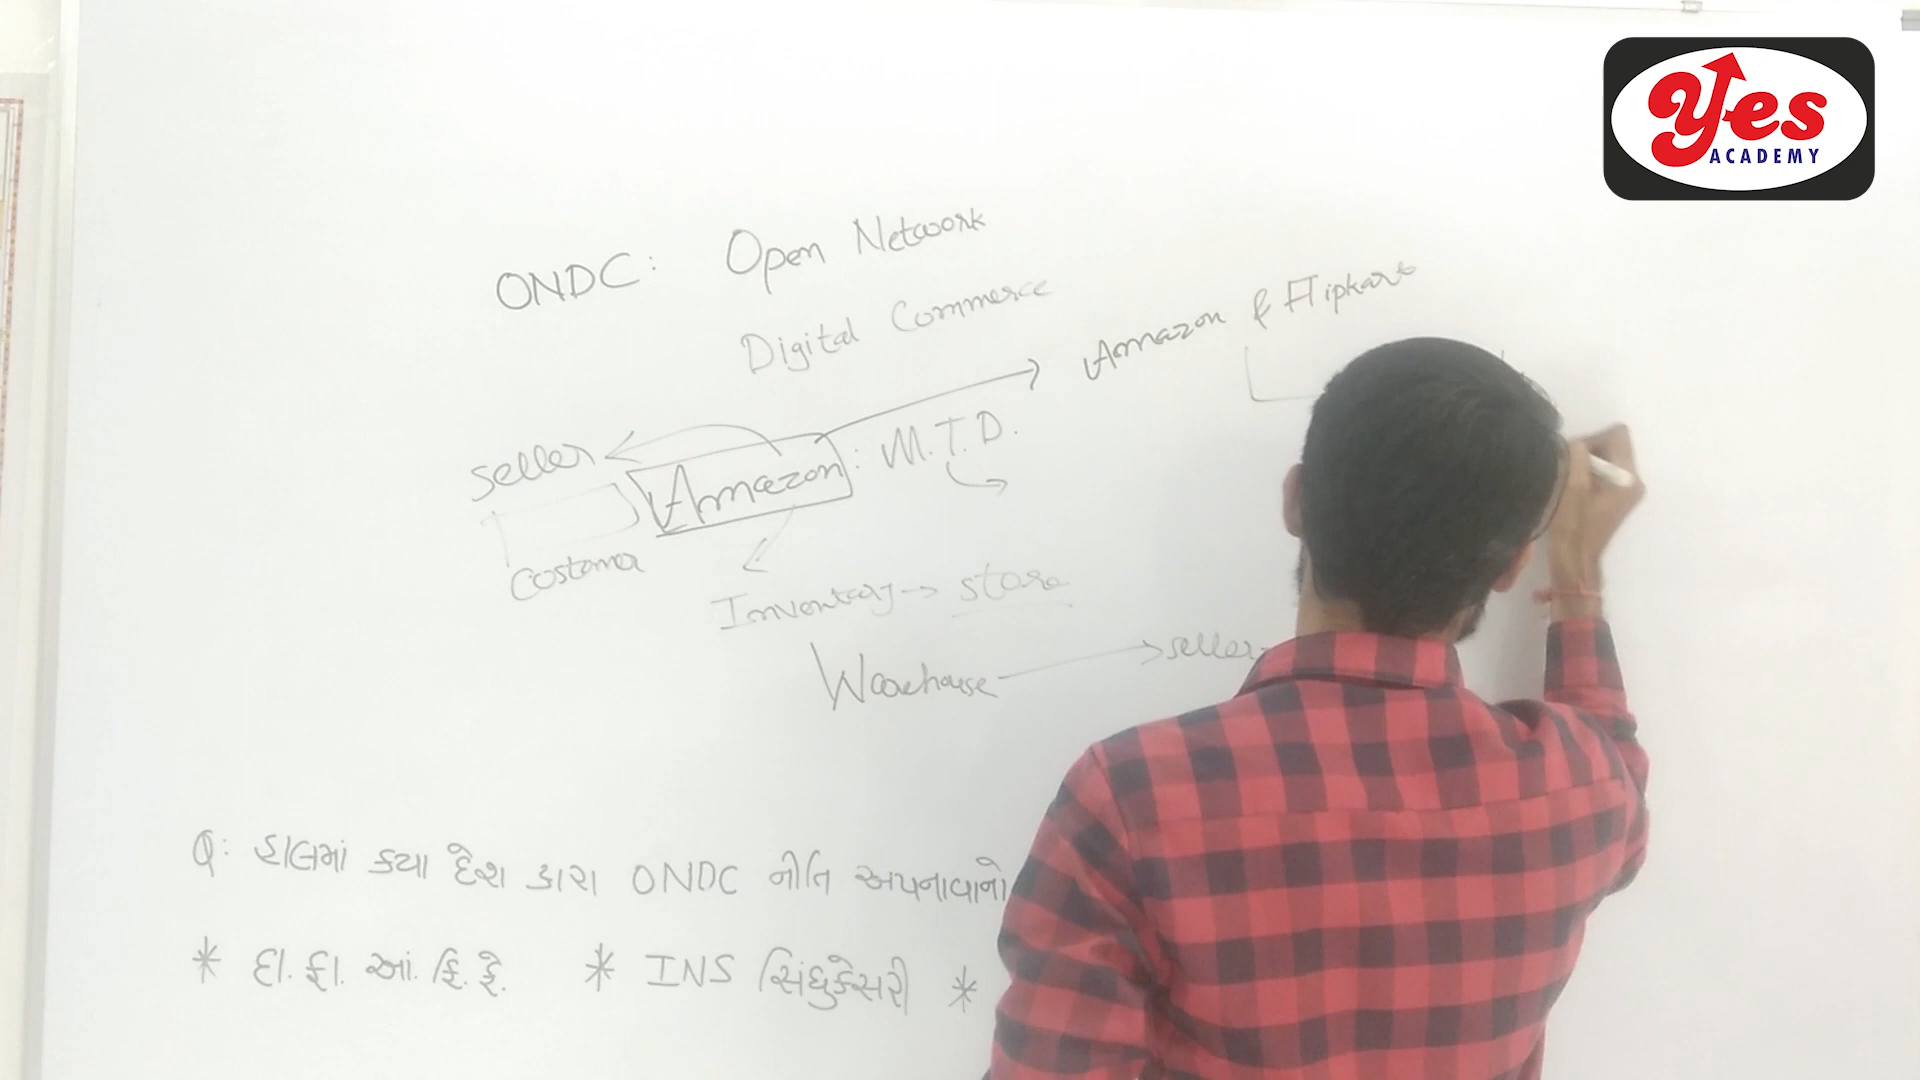 Yes
ACADEMY
ONDC: Open Network
Digital Commerce
Amazon & Flipkart
seller
Amazon: M.T.D.
Costomer
Inventory → store
Warehouse → seller
Q: હાલમાં ક્યા દેશ દ્વારા ONDC નીતિ અપનાવાનો
* દા. ફા. આં. ફિ. ફે. * INS સિંધુકેસરી *